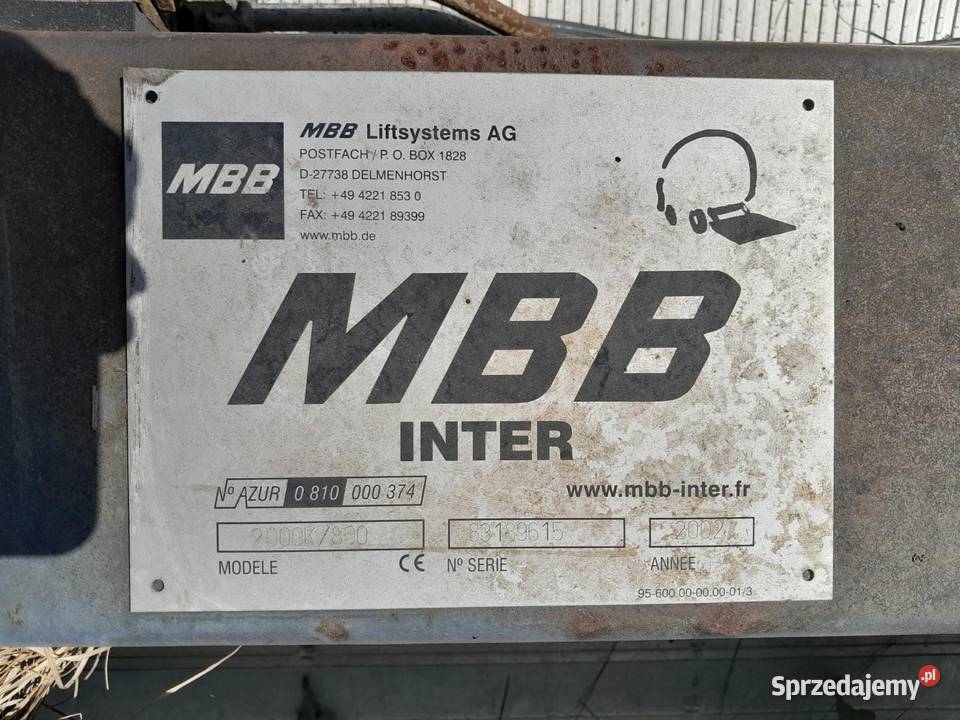 MBB
MBB Liftsystems AG
POSTFACH / P. O. BOX 1828
D-27738 DELMENHORST
TEL: +49 4221 853 0
FAX: +49 4221 89399
www.mbb.de
MBB
INTER
N° AZUR 0 810 000 374
www.mbb-inter.fr
2000K/890 83189615 2002
MODELE CE N° SERIE ANNEE
95-600.00-00.00-01/3
Sprzedajemy.pl